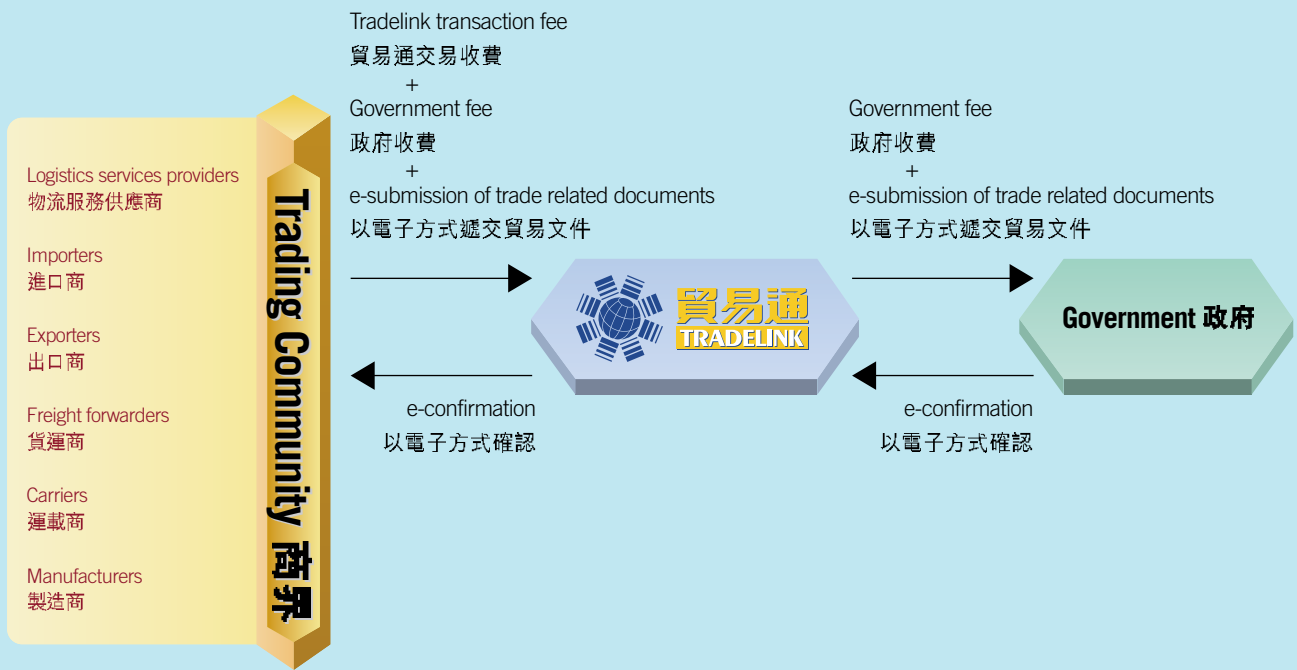 Logistics services providers
物流服務供應商
Importers
進口商
Exporters
出口商
Freight forwarders
貨運商
Carriers
運載商
Manufacturers
製造商
Trading Community 商界
Tradelink transaction fee
貿易通交易收費
+
Government fee
政府收費
+
e-submission of trade related documents
以電子方式遞交貿易文件
e-confirmation
以電子方式確認
貿易通
TRADELINK
Government fee
政府收費
+
e-submission of trade related documents
以電子方式遞交貿易文件
e-confirmation
以電子方式確認
Government 政府